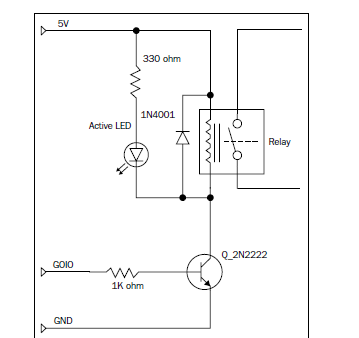 5V
330 ohm
1N4001
Active LED
Relay
Q_2N2222
GOIO
1K ohm
GND